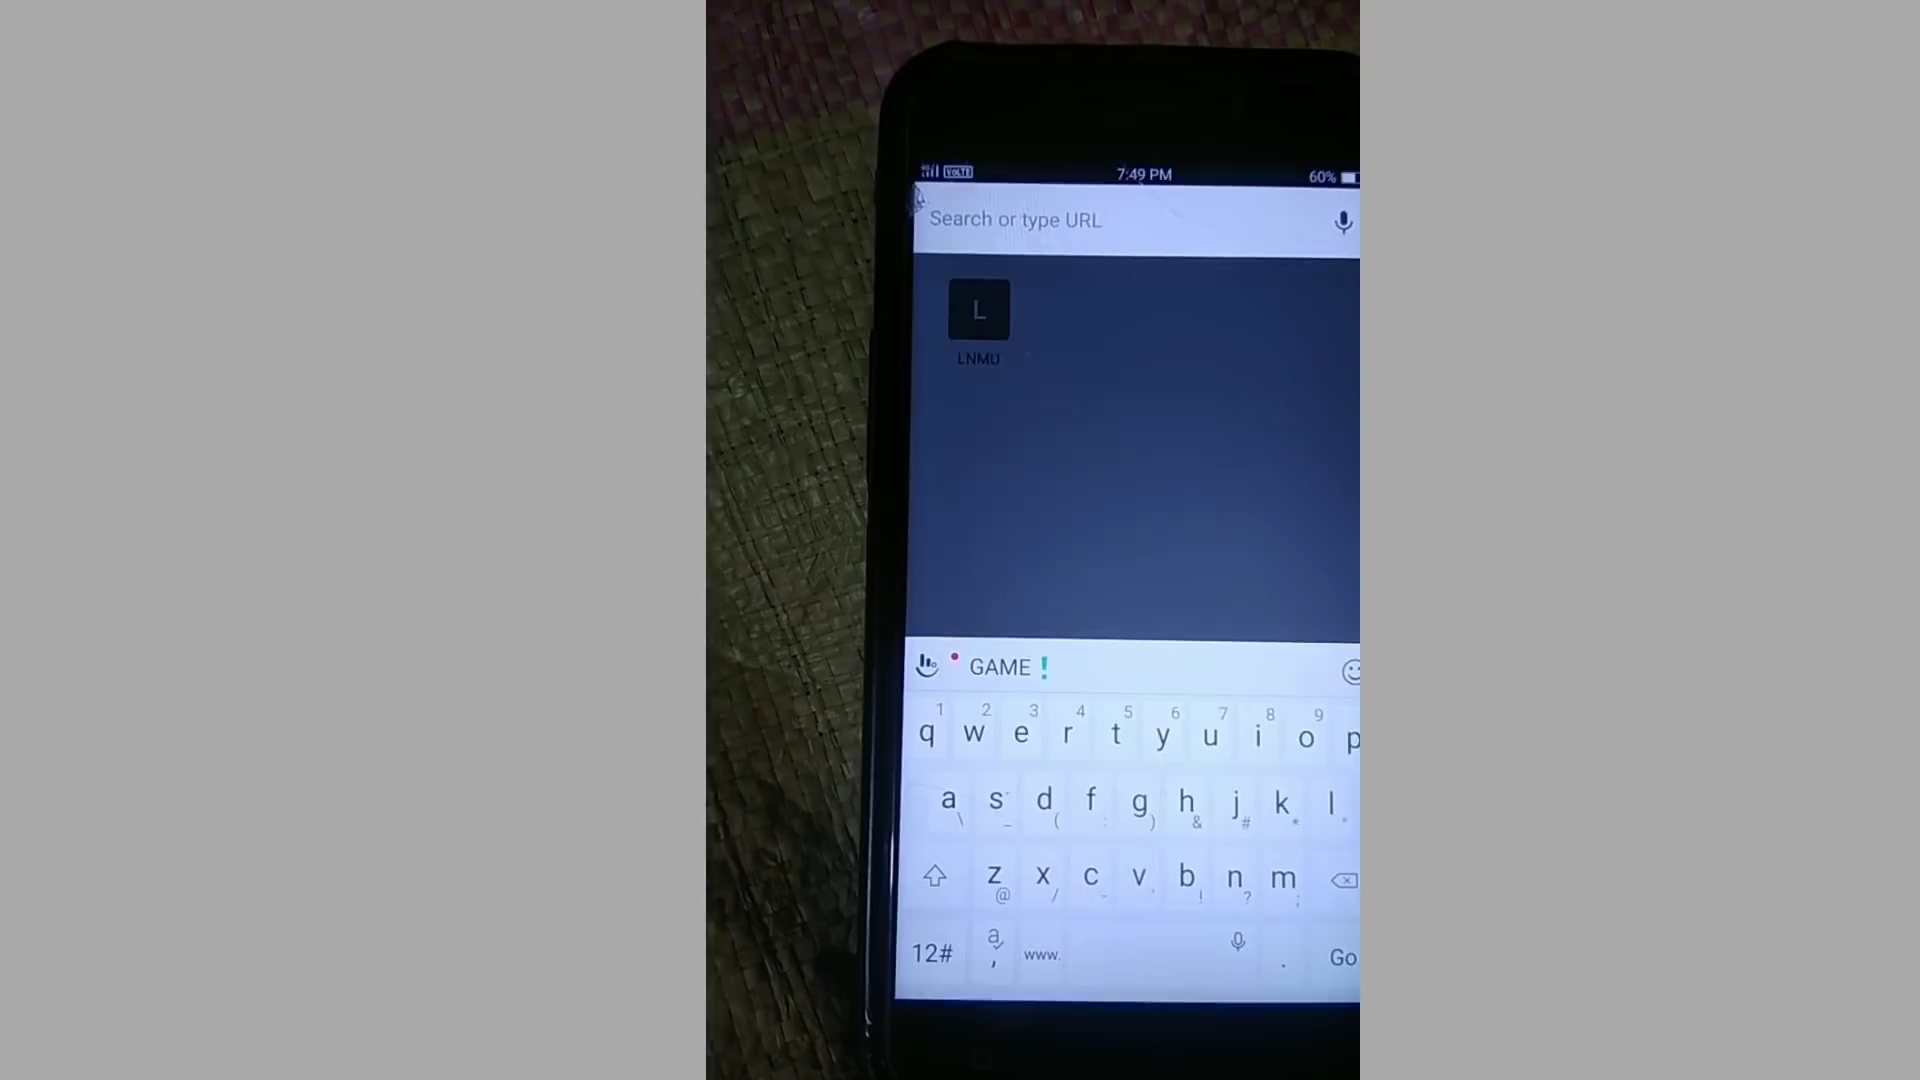 VoLTE 7:49 PM 60%
Search or type URL
L
LNMU
GAME !
1 2 3 4 5 6 7 8 9
q w e r t y u i o p
a s d f g h j k l
\ _ ( : ) & # *
z x c v b n m
@ / - ' ! ? ;
12# a , www. . Go